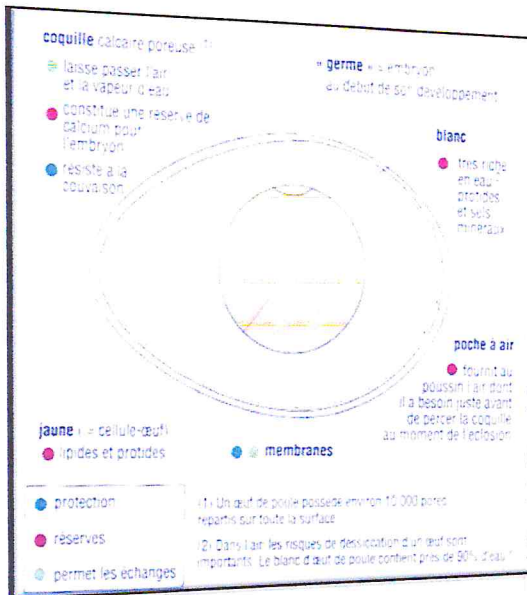 coquille calcaire poreuse (1)
laisse passer l'air
et la vapeur d'eau
constitue une réserve de
calcium pour
l'embryon
résiste à la
couvaison
« germe » = embryon
au début de son développement
blanc
très riche
en eau
protides
et sels
minéraux
poche à air
fournit au
poussin l'air dont
il a besoin juste avant
de percer la coquille
au moment de l'éclosion
jaune ( = cellule-œuf)
lipides et protides
membranes
protection
réserves
permet les échanges
(1) Un œuf de poule possède environ 10 000 pores
répartis sur toute la surface
(2) Dans l'air les risques de dessiccation d'un œuf sont
importants. Le blanc d'œuf de poule contient près de 90% d'eau